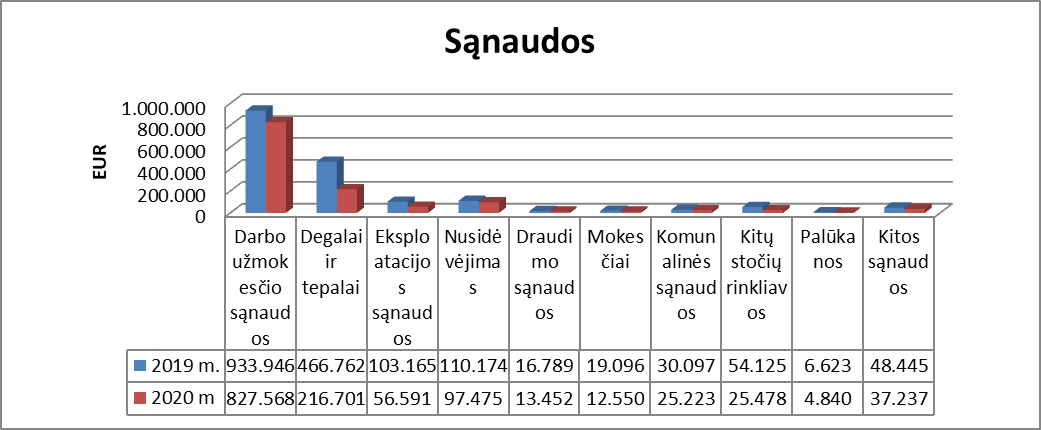 Sąnaudos
EUR
1.000.000
800.000
600.000
400.000
200.000
0
Darbo
užmok
esčio
sąnaud
os
Degalai
ir
tepalai
Eksplo
atacijo
s
sąnaud
os
Nusidė
vėjima
s
Draudi
mo
sąnaud
os
Mokes
čiai
Komun
alinės
sąnaud
os
Kitų
stočių
rinkliav
os
Palūka
nos
Kitos
sąnaud
os
2019 m. 933.946 466.762 103.165 110.174 16.789 19.096 30.097 54.125 6.623 48.445
2020 m 827.568 216.701 56.591 97.475 13.452 12.550 25.223 25.478 4.840 37.237